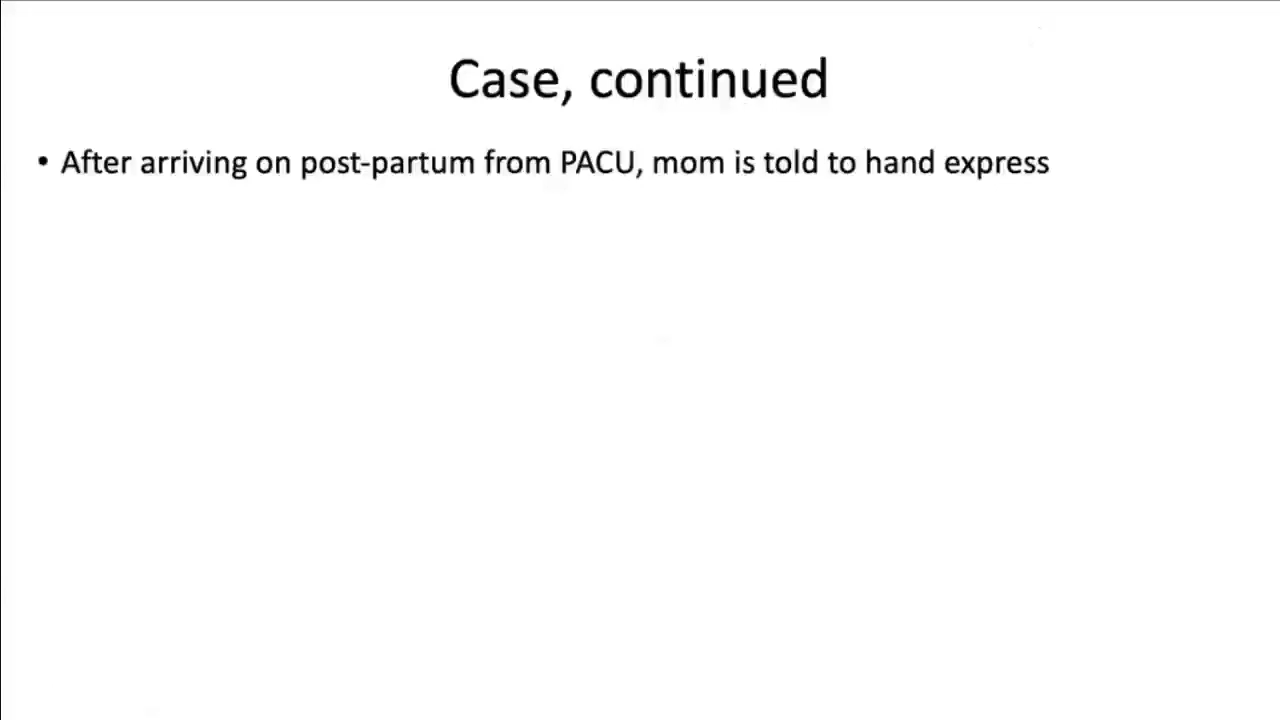 Case, continued
• After arriving on post-partum from PACU, mom is told to hand express